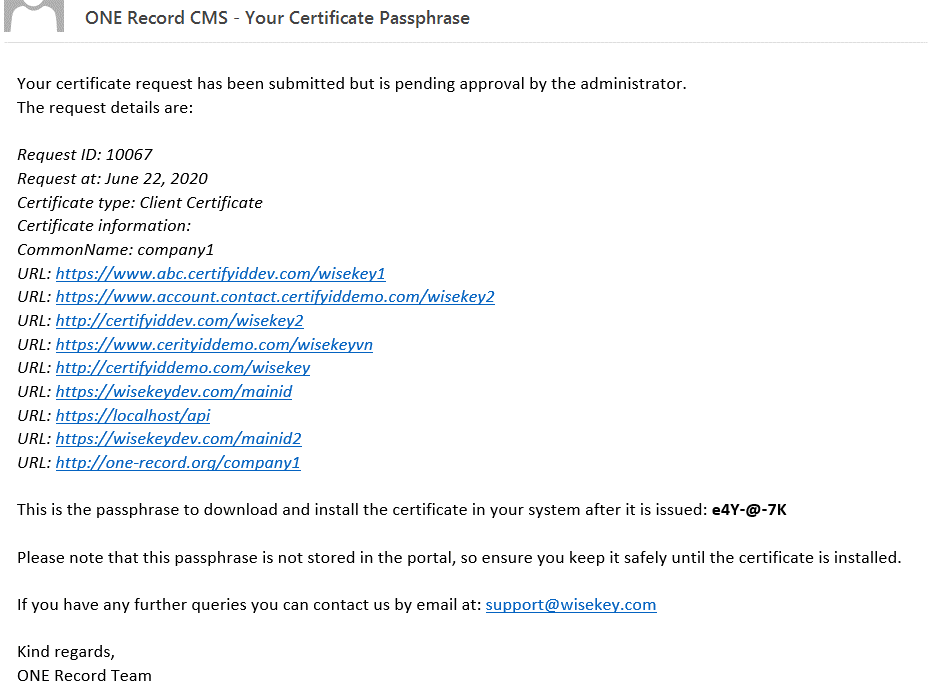 ONE Record CMS - Your Certificate Passphrase
Your certificate request has been submitted but is pending approval by the administrator.
The request details are:
Request ID: 10067
Request at: June 22, 2020
Certificate type: Client Certificate
Certificate information:
CommonName: company1
URL: https://www.abc.certifyiddev.com/wisekey1
URL: https://www.account.contact.certifyiddemo.com/wisekey2
URL: http://certifyiddev.com/wisekey2
URL: https://www.cerityiddemo.com/wisekeyvn
URL: http://certifyiddemo.com/wisekey
URL: https://wisekeydev.com/mainid
URL: https://localhost/api
URL: https://wisekeydev.com/mainid2
URL: http://one-record.org/company1
This is the passphrase to download and install the certificate in your system after it is issued: e4Y-@-7K
Please note that this passphrase is not stored in the portal, so ensure you keep it safely until the certificate is installed.
If you have any further queries you can contact us by email at: support@wisekey.com
Kind regards,
ONE Record Team